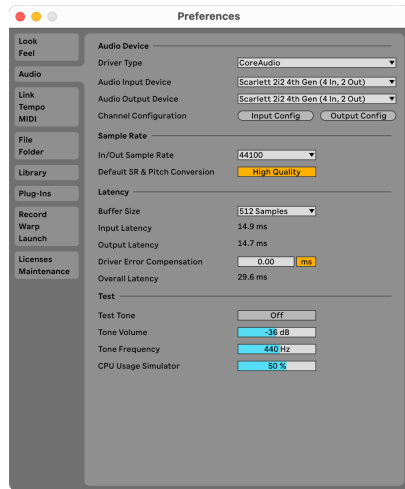 Preferences
Look
Feel
Audio
Link
Tempo
MIDI
File
Folder
Library
Plug-Ins
Record
Warp
Launch
Licenses
Maintenance
Audio Device
Driver Type CoreAudio
Audio Input Device Scarlett 2i2 4th Gen (4 In, 2 Out)
Audio Output Device Scarlett 2i2 4th Gen (4 In, 2 Out)
Channel Configuration Input Config Output Config
Sample Rate
In/Out Sample Rate 44100
Default SR & Pitch Conversion High Quality
Latency
Buffer Size 512 Samples
Input Latency 14.9 ms
Output Latency 14.7 ms
Driver Error Compensation 0.00 ms
Overall Latency 29.6 ms
Test
Test Tone Off
Tone Volume -36 dB
Tone Frequency 440 Hz
CPU Usage Simulator 50 %